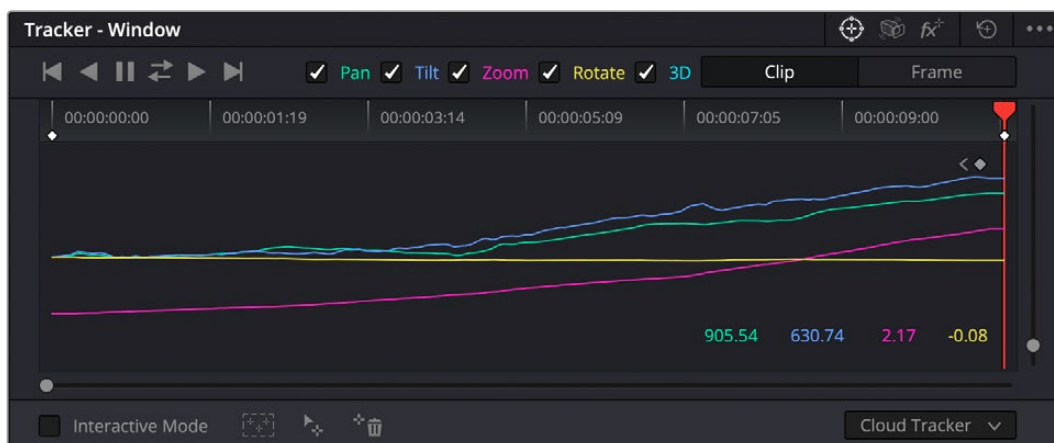 Tracker - Window
Pan Tilt Zoom Rotate 3D Clip Frame
00:00:00:00 00:00:01:19 00:00:03:14 00:00:05:09 00:00:07:05 00:00:09:00
905.54 630.74 2.17 -0.08
Interactive Mode Cloud Tracker